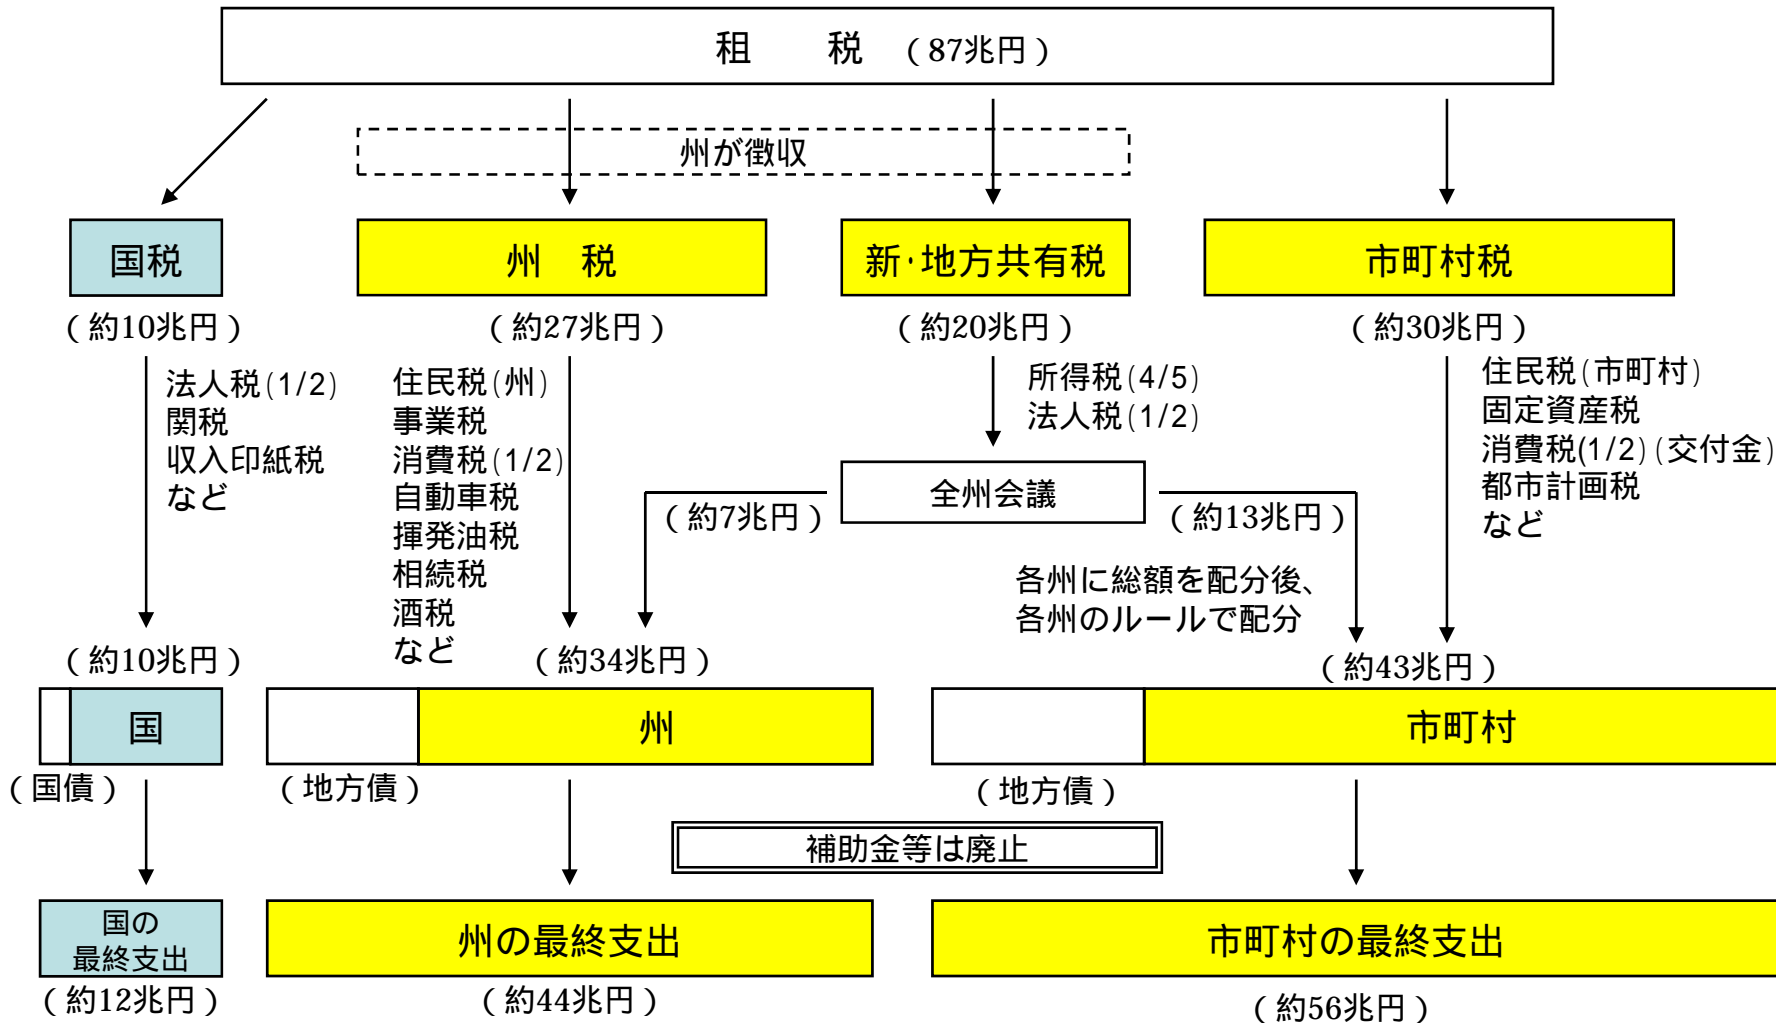 租　税 （87兆円）
州が徴収
国税
州　税
新・地方共有税
市町村税
（約10兆円）
（約27兆円）
（約20兆円）
（約30兆円）
法人税(1/2)
関税
収入印紙税
など
住民税(州)
事業税
消費税(1/2)
自動車税
揮発油税
相続税
酒税
など
所得税(4/5)
法人税(1/2)
住民税(市町村)
固定資産税
消費税(1/2)(交付金)
都市計画税
など
全州会議
（約7兆円）
（約13兆円）
各州に総額を配分後、
各州のルールで配分
（約10兆円）
（約34兆円）
（約43兆円）
国
州
市町村
（国債）
（地方債）
（地方債）
補助金等は廃止
国の
最終支出
州の最終支出
市町村の最終支出
（約12兆円）
（約44兆円）
（約56兆円）